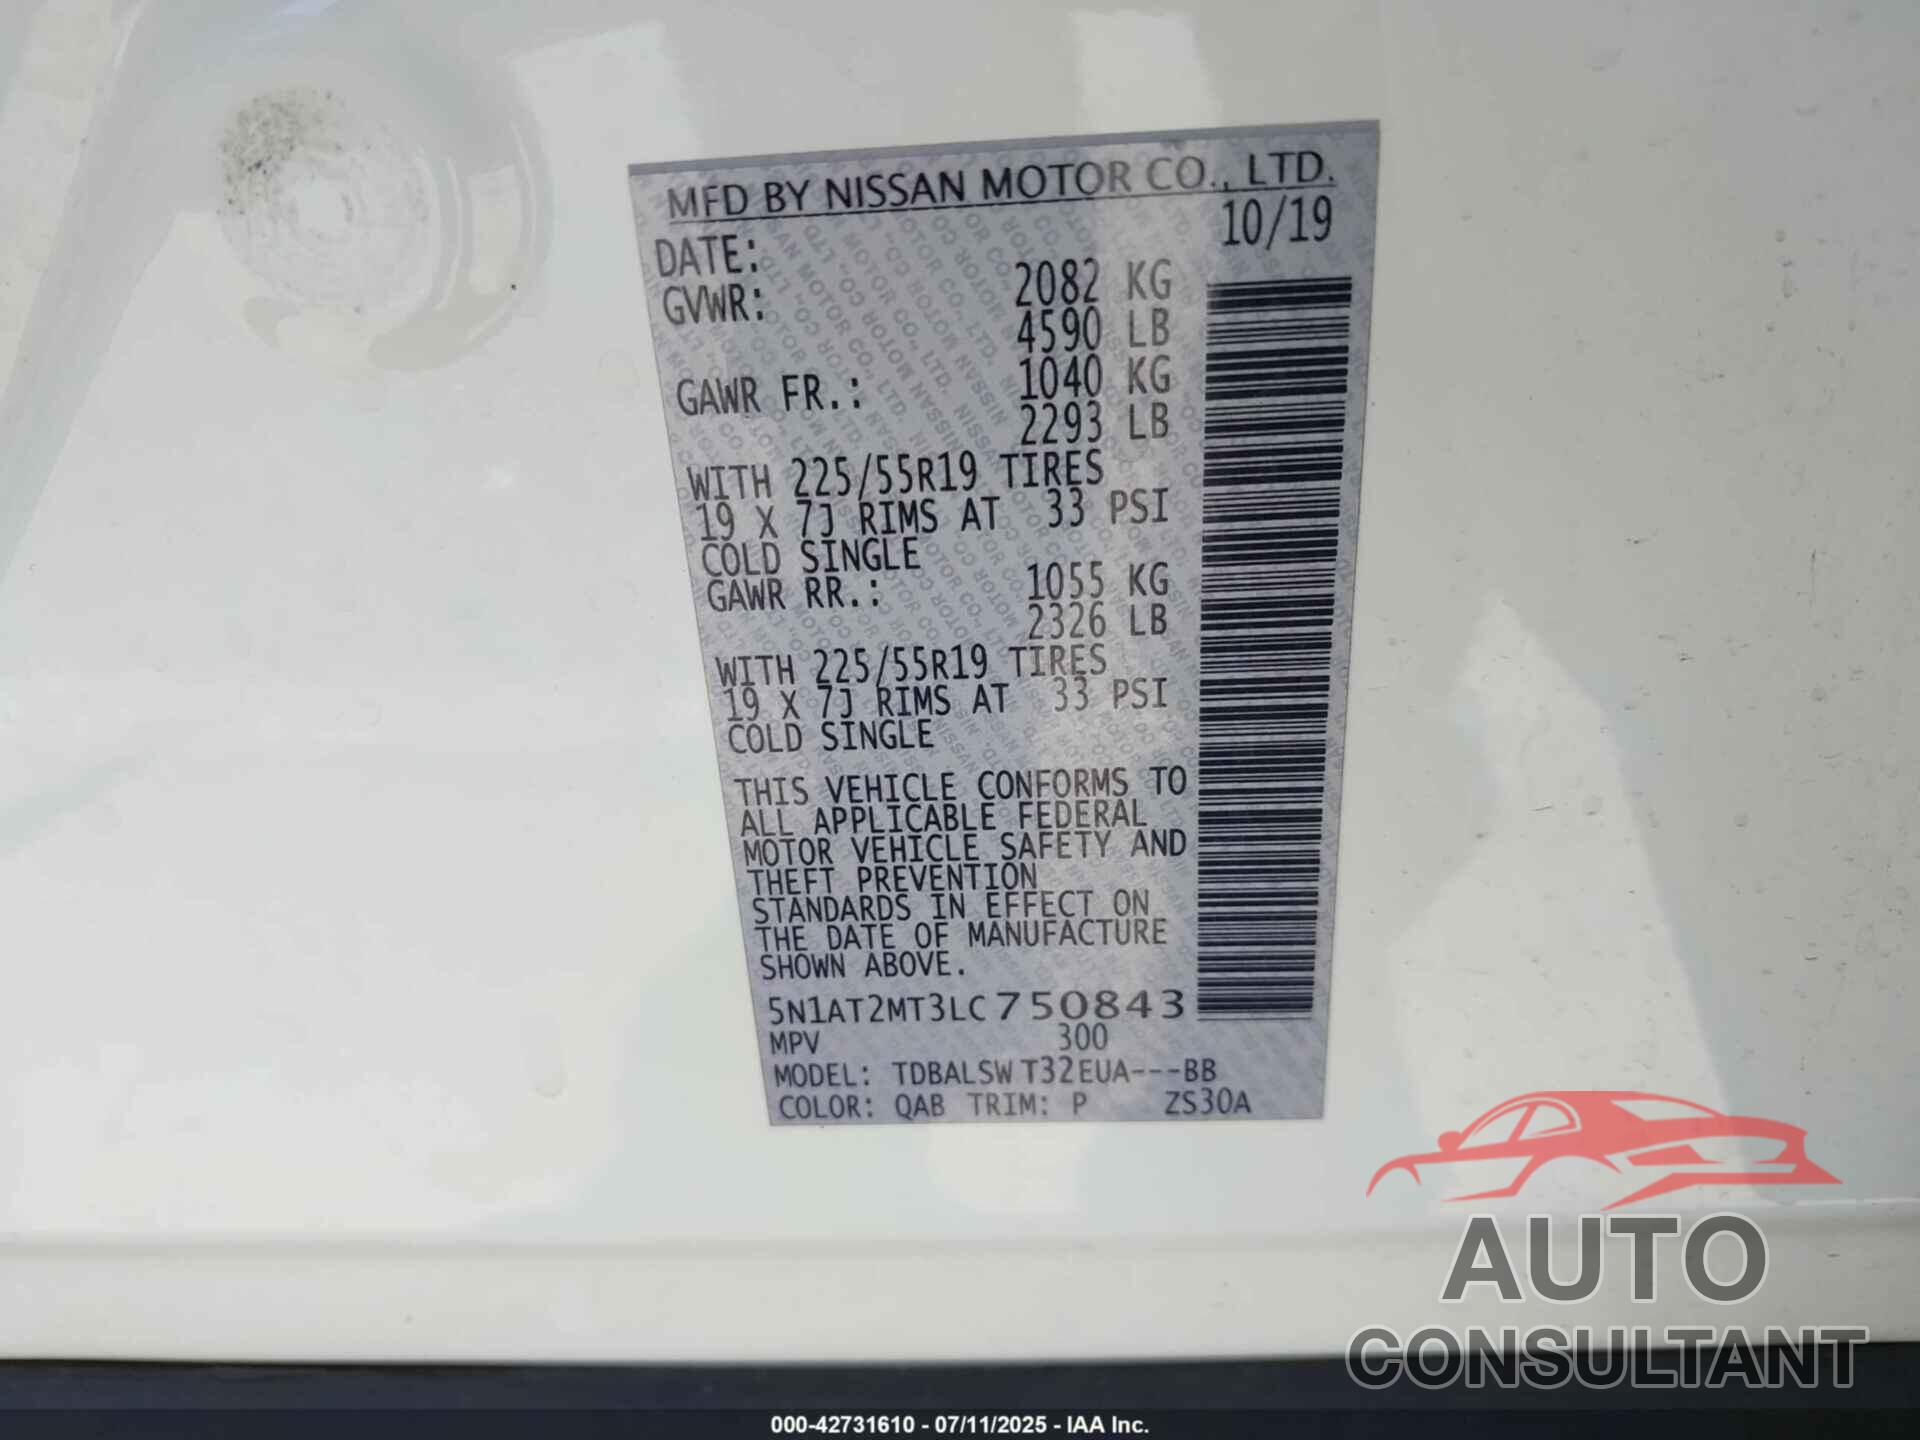 MFD BY NISSAN MOTOR CO., LTD.
DATE: 10/19
GVWR: 2082 KG
4590 LB
GAWR FR.: 1040 KG
2293 LB
WITH 225/55R19 TIRES
19 X 7J RIMS AT 33 PSI
COLD SINGLE
GAWR RR.: 1055 KG
2326 LB
WITH 225/55R19 TIRES
19 X 7J RIMS AT 33 PSI
COLD SINGLE
THIS VEHICLE CONFORMS TO
ALL APPLICABLE FEDERAL
MOTOR VEHICLE SAFETY AND
THEFT PREVENTION
STANDARDS IN EFFECT ON
THE DATE OF MANUFACTURE
SHOWN ABOVE.
5N1AT2MT3LC750843
MPV 300
MODEL: TDBALSW T32EUA---BB
COLOR: QAB TRIM: P ZS30A
AUTO
CONSULTANT
000-42731610 - 07/11/2025 - IAA Inc.